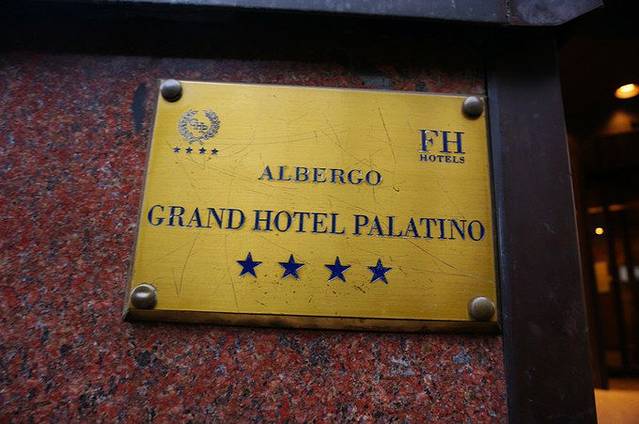 FH
HOTELS
ALBERGO
GRAND HOTEL PALATINO